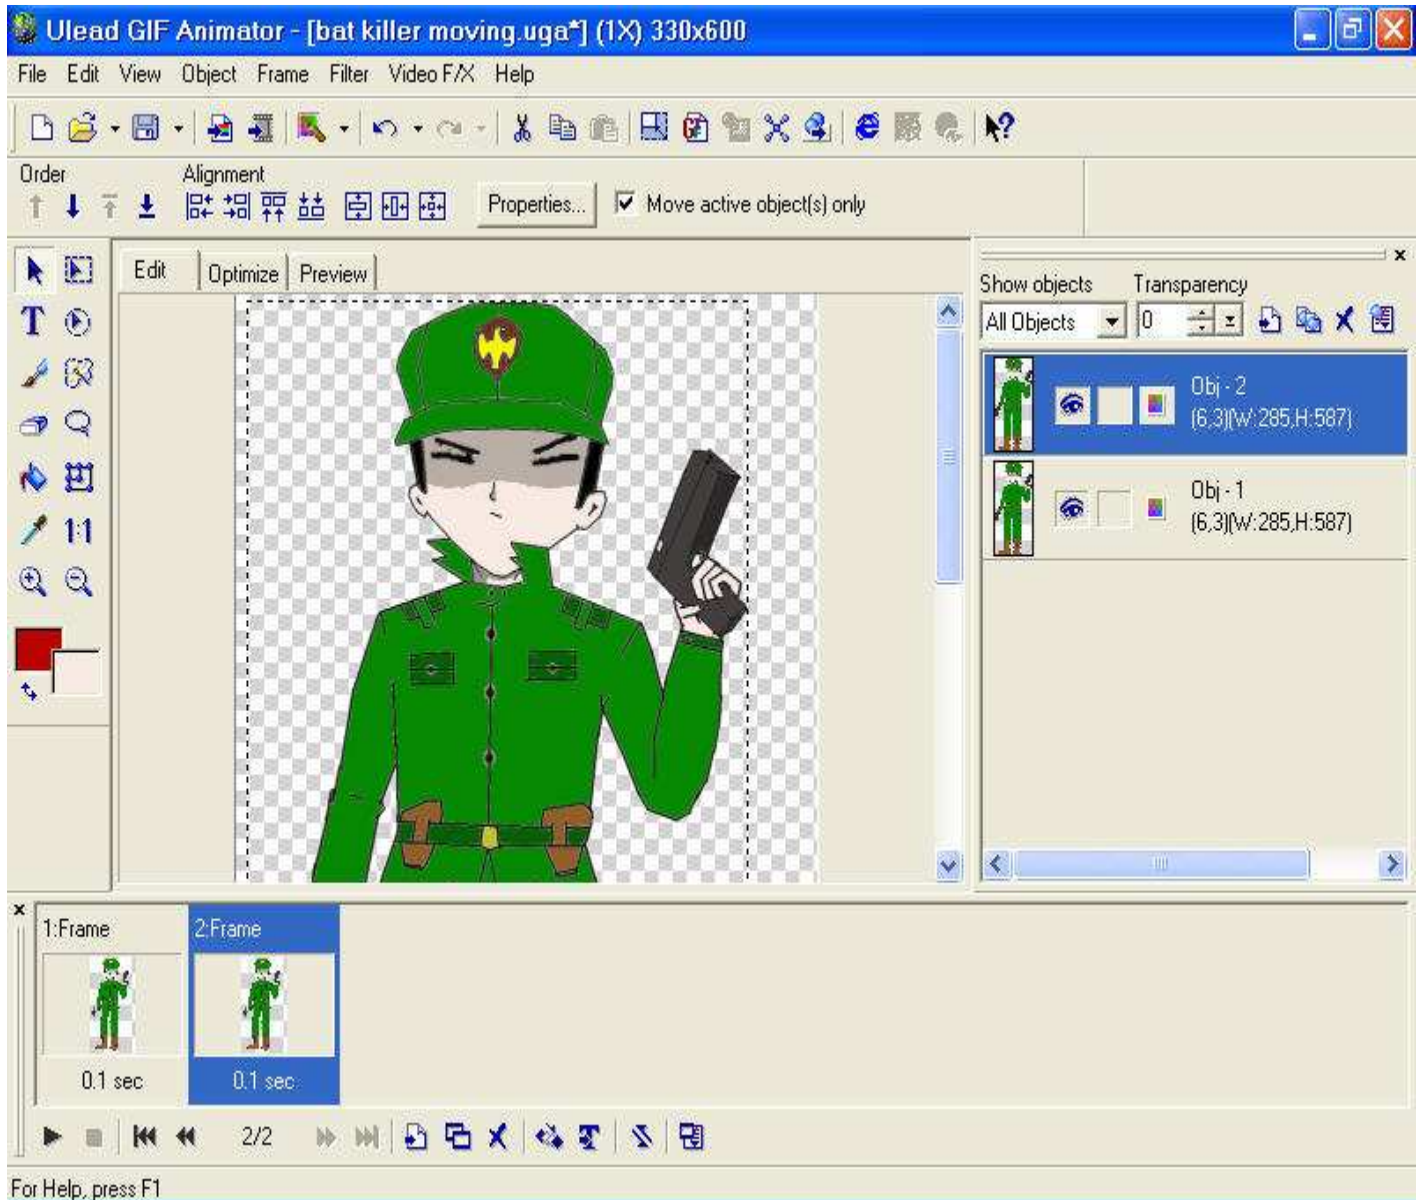 Ulead GIF Animator - [bat killer moving.uga*] (1X) 330x600
File Edit View Object Frame Filter Video F/X Help
Order Alignment
Properties... Move active object(s) only
Edit Optimize Preview
Show objects Transparency
All Objects 0
Obj - 2
(6,3)(W:285,H:587)
Obj - 1
(6,3)(W:285,H:587)
T
1:1
1:Frame 2:Frame
0.1 sec 0.1 sec
2/2
For Help, press F1